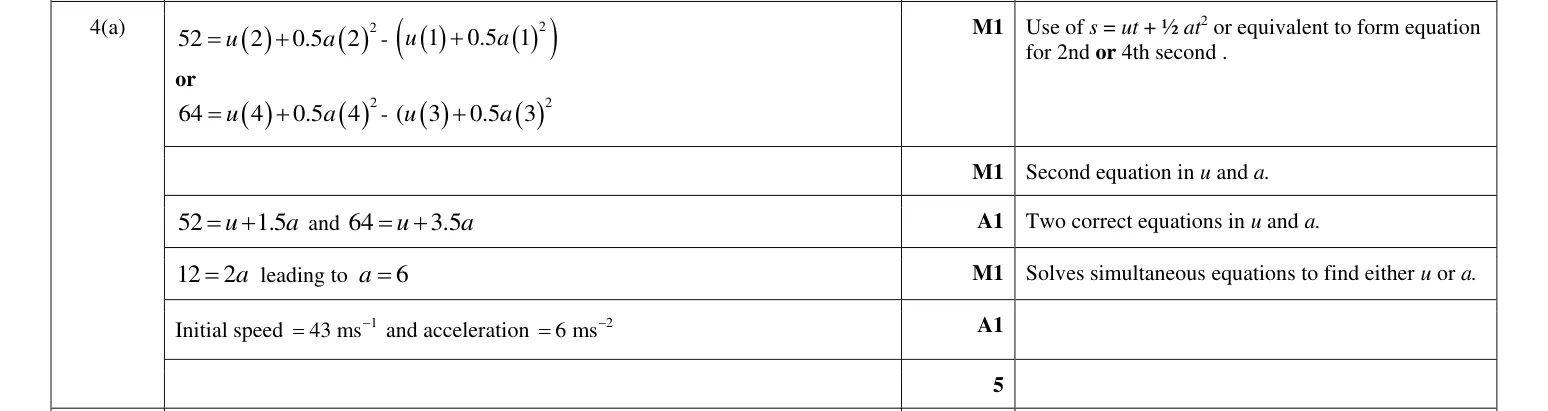 4(a)
52 = u(2) + 0.5a(2)² - (u(1) + 0.5a(1)²)
M1
Use of s = ut + ½ at² or equivalent to form equation
for 2nd or 4th second .
or
64 = u(4) + 0.5a(4)² - (u(3) + 0.5a(3)²
M1
Second equation in u and a.
52 = u + 1.5a and 64 = u + 3.5a
A1
Two correct equations in u and a.
12 = 2a leading to a = 6
M1
Solves simultaneous equations to find either u or a.
Initial speed = 43 ms⁻¹ and acceleration = 6 ms⁻²
A1
5